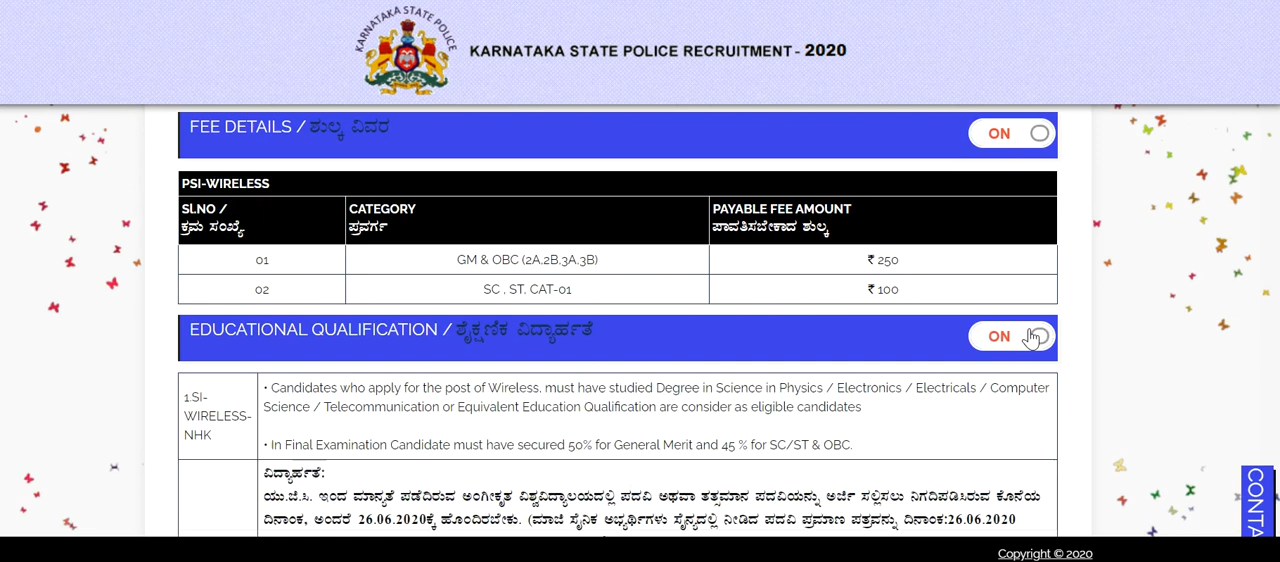 KARNATAKA STATE POLICE
KARNATAKA STATE POLICE RECRUITMENT - 2020
FEE DETAILS / ಶುಲ್ಕ ವಿವರ
ON
PSI-WIRELESS
SI.NO / CATEGORY PAYABLE FEE AMOUNT
ಕ್ರಮ ಸಂಖ್ಯೆ ಪ್ರವರ್ಗ ಪಾವತಿಸಬೇಕಾದ ಶುಲ್ಕ
01 GM & OBC (2A,2B,3A,3B) ₹ 250
02 SC , ST, CAT-01 ₹ 100
EDUCATIONAL QUALIFICATION / ಶೈಕ್ಷಣಿಕ ವಿದ್ಯಾರ್ಹತೆ
ON
1.SI-
WIRELESS-
NHK
• Candidates who apply for the post of Wireless, must have studied Degree in Science in Physics / Electronics / Electricals / Computer
Science / Telecommunication or Equivalent Education Qualification are consider as eligible candidates
• In Final Examination Candidate must have secured 50% for General Merit and 45 % for SC/ST & OBC.
ವಿದ್ಯಾರ್ಹತೆ:
ಯು.ಜಿ.ಸಿ. ಇಂದ ಮಾನ್ಯತೆ ಪಡೆದಿರುವ ಅಂಗೀಕೃತ ವಿಶ್ವವಿದ್ಯಾಲಯದಲ್ಲಿ ಪದವಿ ಅಥವಾ ತತ್ಸಮಾನ ಪದವಿಯನ್ನು ಅರ್ಜಿ ಸಲ್ಲಿಸಲು ನಿಗದಿಪಡಿಸಿರುವ ಕೊನೆಯ
ದಿನಾಂಕ, ಅಂದರೆ 26.06.2020ಕ್ಕೆ ಹೊಂದಿರಬೇಕು. (ಮಾಜಿ ಸೈನಿಕ ಅಭ್ಯರ್ಥಿಗಳು ಸೈನ್ಯದಲ್ಲಿ ನೀಡಿದ ಪದವಿ ಪ್ರಮಾಣ ಪತ್ರವನ್ನು ದಿನಾಂಕ:26.06.2020
CONTA
Copyright © 2020